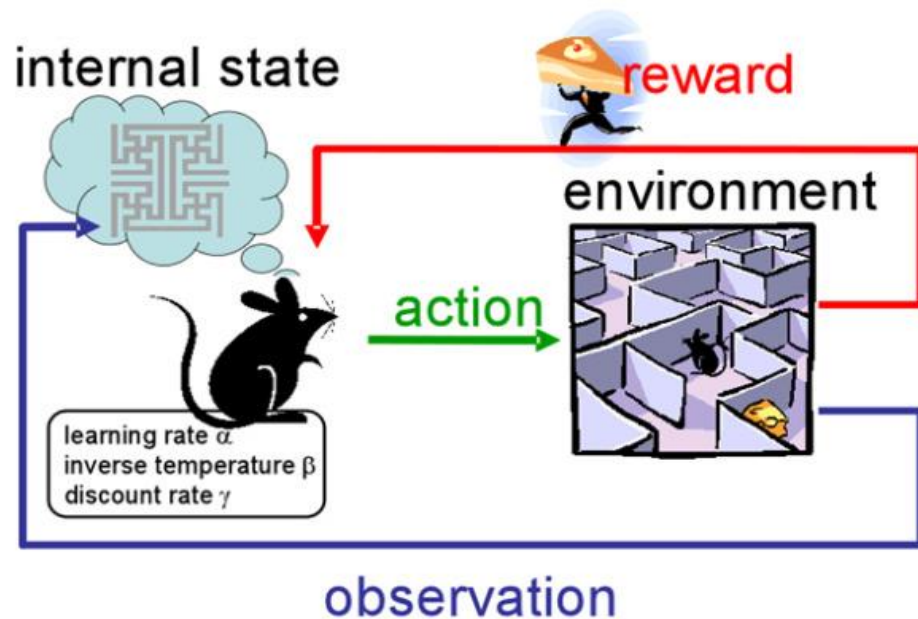 internal state
reward
environment
action
learning rate α
inverse temperature β
discount rate γ
observation